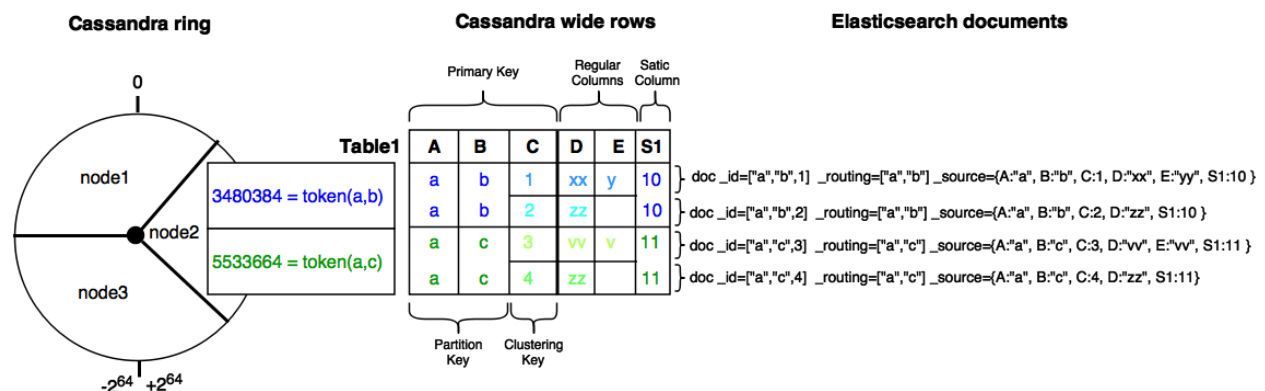 Cassandra ring
Cassandra wide rows
Elasticsearch documents
Primary Key
Regular
Columns
Satic
Column
0
Table1
A B C D E S1
node1
node2
node3
3480384 = token(a,b)
5533664 = token(a,c)
a b 1 xx y 10
a b 2 zz 10
a c 3 vv v 11
a c 4 zz 11
doc _id=["a","b",1] _routing=["a","b"] _source={A:"a", B:"b", C:1, D:"xx", E:"yy", S1:10 }
doc _id=["a","b",2] _routing=["a","b"] _source={A:"a", B:"b", C:2, D:"zz", S1:10 }
doc _id=["a","c",3] _routing=["a","c"] _source={A:"a", B:"c", C:3, D:"vv", E:"vv", S1:11 }
doc _id=["a","c",4] _routing=["a","c"] _source={A:"a", B:"c", C:4, D:"zz", S1:11}
Partition
Key
Clustering
Key
-2⁶⁴ +2⁶⁴